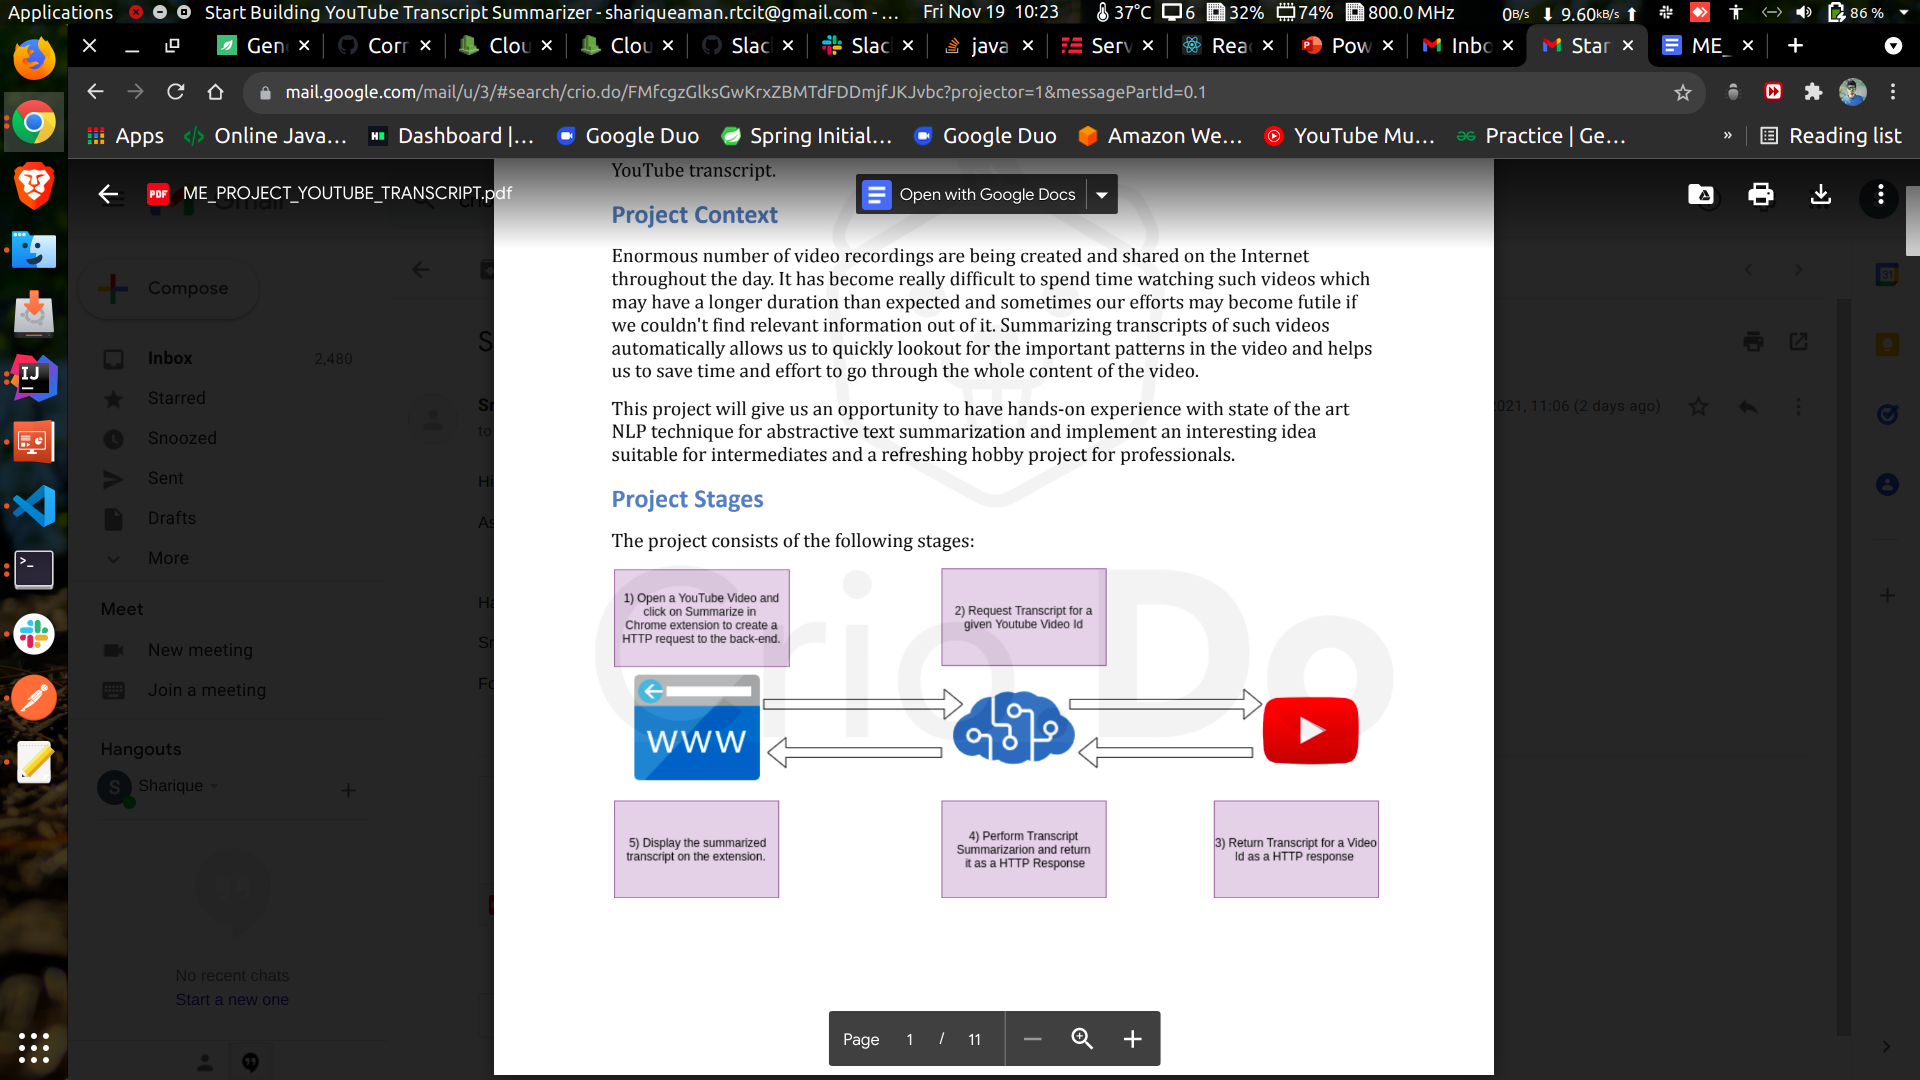 Applications Start Building YouTube Transcript Summarizer - shariqueaman.rtcit@gmail.com - ... Fri Nov 19 10:23 37°C 6 32% 74% 800.0 MHz 0B/s 9.60kB/s 86 %
Gen Corr Clou Clou Slac Slac java Serv Rea Pow Inbo Star ME_
mail.google.com/mail/u/3/#search/crio.do/FMfcgzGlksGwKrxZBMTdFDDmjfJKJvbc?projector=1&messagePartId=0.1
Apps Online Java... Dashboard |... Google Duo Spring Initial... Google Duo Amazon We... YouTube Mu... Practice | Ge... » Reading list
PDF ME_PROJECT_YOUTUBE_TRANSCRIPT.pdf
Open with Google Docs
Compose
Inbox 2,480
Starred
Snoozed
Sent
Drafts
More
Meet
New meeting
Join a meeting
Hangouts
Sharique
No recent chats
Start a new one
2021, 11:06 (2 days ago)
YouTube transcript.
Project Context
Enormous number of video recordings are being created and shared on the Internet
throughout the day. It has become really difficult to spend time watching such videos which
may have a longer duration than expected and sometimes our efforts may become futile if
we couldn't find relevant information out of it. Summarizing transcripts of such videos
automatically allows us to quickly lookout for the important patterns in the video and helps
us to save time and effort to go through the whole content of the video.
This project will give us an opportunity to have hands-on experience with state of the art
NLP technique for abstractive text summarization and implement an interesting idea
suitable for intermediates and a refreshing hobby project for professionals.
Project Stages
The project consists of the following stages:
Crio Do
1) Open a YouTube Video and
click on Summarize in
Chrome extension to create a
HTTP request to the back-end.
2) Request Transcript for a
given Youtube Video Id
WWW
5) Display the summarized
transcript on the extension.
4) Perform Transcript
Summarizarion and return
it as a HTTP Response
3) Return Transcript for a Video
Id as a HTTP response
Page 1 / 11